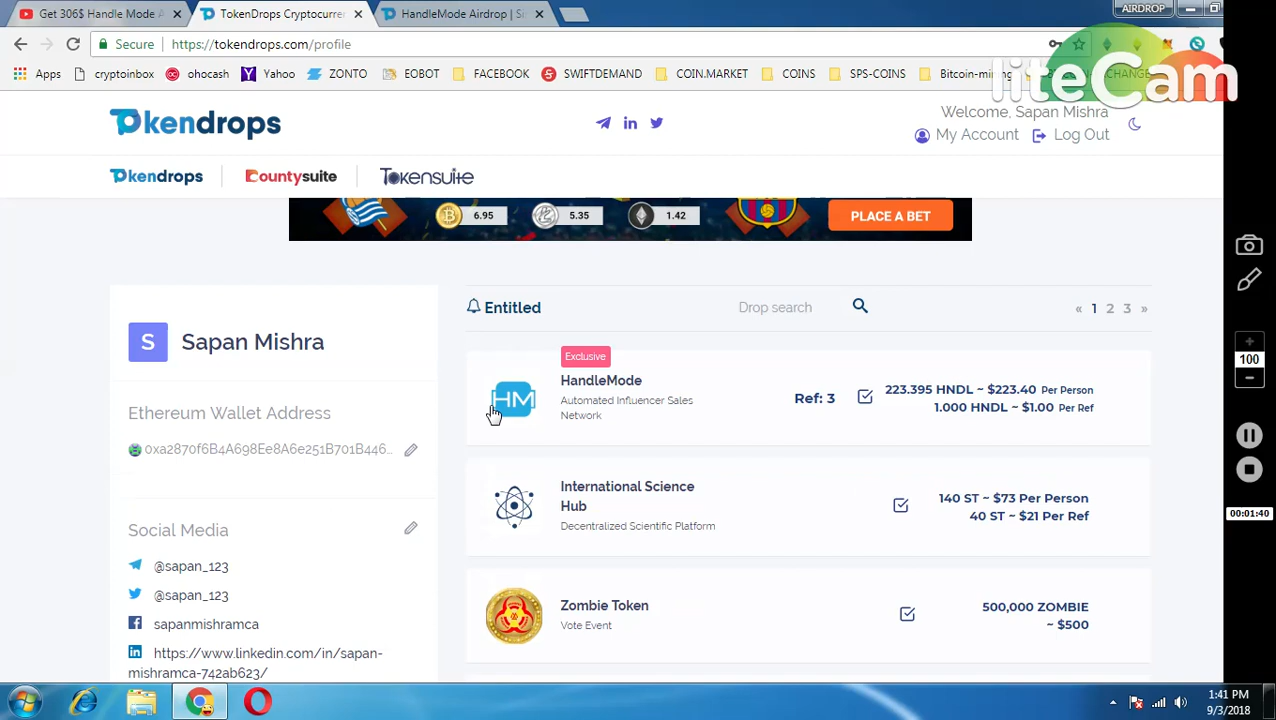 Get 306$ Handle Mode A
TokenDrops Cryptocurre
HandleMode Airdrop | S
AIRDROP
Secure
https://tokendrops.com/profile
Apps
cryptoinbox
ohocash
Yahoo
ZONTO
EOBOT
FACEBOOK
SWIFTDEMAND
COIN.MARKET
COINS
SPS-COINS
Bitcoin-mining
liteCam
Tokendrops
Welcome, Sapan Mishra
My Account
Log Out
Tokendrops
Bountysuite
Tokensuite
6.95
5.35
1.42
PLACE A BET
S
Sapan Mishra
Ethereum Wallet Address
0xa2870f6B4A698Ee8A6e251B701B446...
Social Media
@sapan_123
@sapan_123
sapanmishramca
https://www.linkedin.com/in/sapan-
mishramca-742ab623/
Entitled
Drop search
« 1 2 3 »
Exclusive
HM
HandleMode
Automated Influencer Sales
Network
Ref: 3
223.395 HNDL ~ $223.40 Per Person
1.000 HNDL ~ $1.00 Per Ref
International Science
Hub
Decentralized Scientific Platform
140 ST ~ $73 Per Person
40 ST ~ $21 Per Ref
Zombie Token
Vote Event
500,000 ZOMBIE
~ $500
100
00:01:40
1:41 PM
9/3/2018